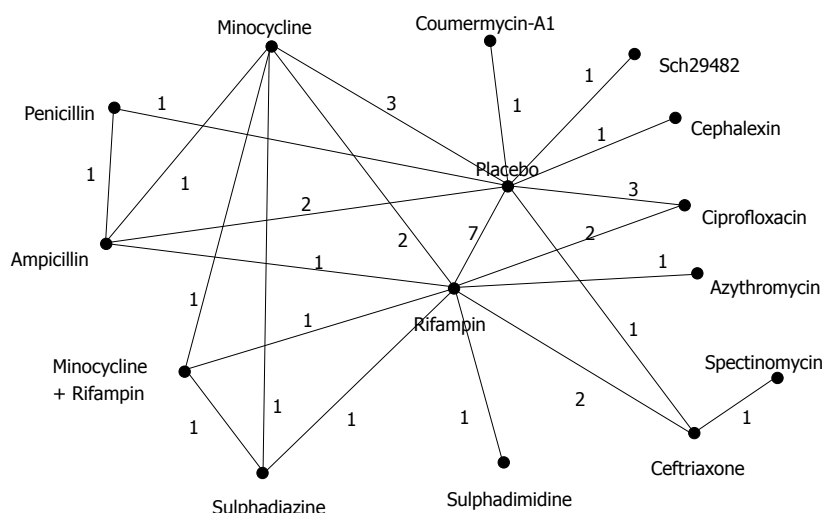 Coumermycin-A1
Minocycline
Sch29482
1
Penicillin
1
3
1
1
Cephalexin
Placebo
1
1
2
3
Ciprofloxacin
7
2
2
Ampicillin
1
1
Azythromycin
1
1
Rifampin
1
Minocycline
+ Rifampin
Spectinomycin
2
1
1
1
1
1
Ceftriaxone
Sulphadiazine
Sulphadimidine